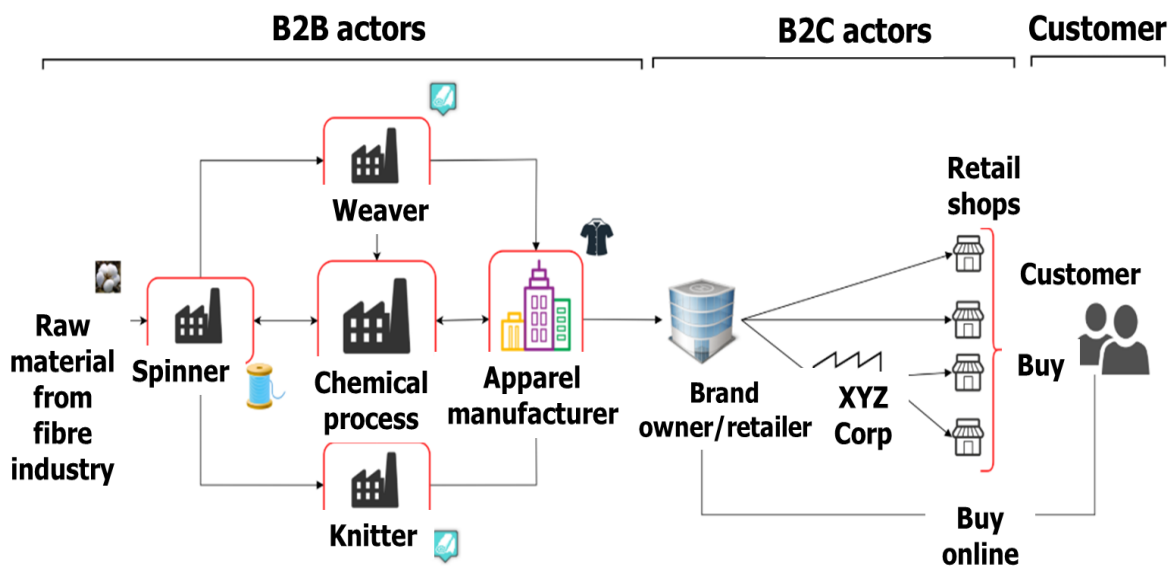 B2B actors
B2C actors
Customer
Retail
shops
Weaver
Customer
Raw
material
from
fibre
industry
Spinner
Chemical
process
Apparel
manufacturer
Brand
owner/retailer
XYZ
Corp
Buy
Knitter
Buy
online